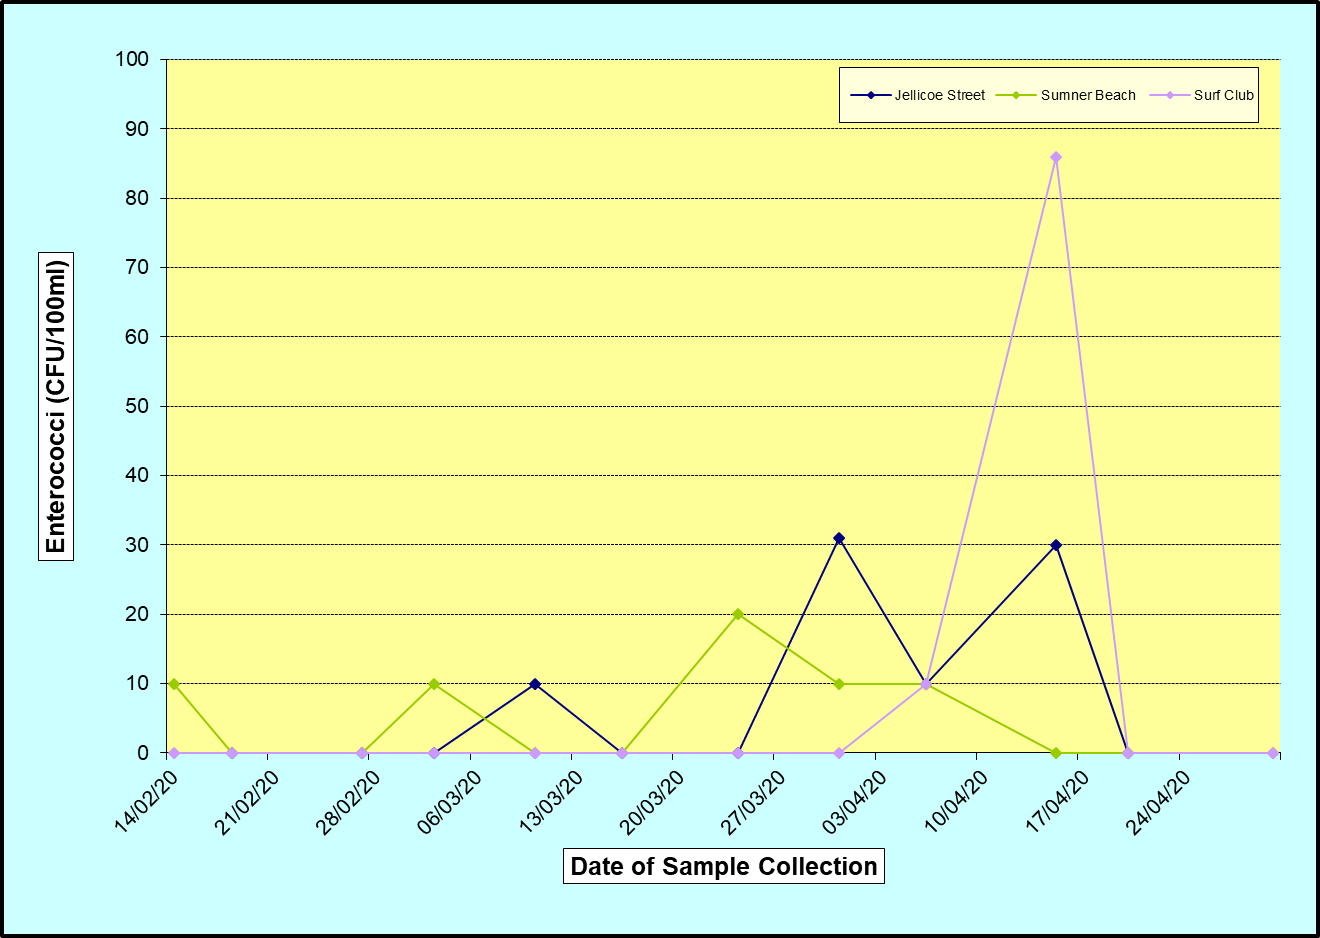 100
90
80
70
60
50
40
30
20
10
0
Enterococci (CFU/100ml)
Jellicoe Street Sumner Beach Surf Club
14/02/20 21/02/20 28/02/20 06/03/20 13/03/20 20/03/20 27/03/20 03/04/20 10/04/20 17/04/20 24/04/20
Date of Sample Collection